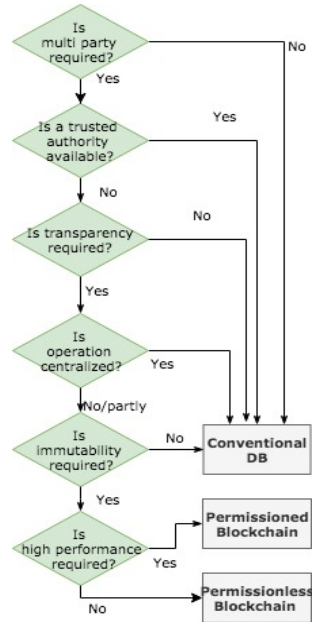 Is
multi party
required?
No
Yes
Is a trusted
authority
available?
Yes
No
Is transparency
required?
No
Yes
Is
operation
centralized?
Yes
No/partly
Is
immutability
required?
No
Conventional
DB
Yes
Is
high performance
required?
Yes
Permissioned
Blockchain
No
Permissionless
Blockchain